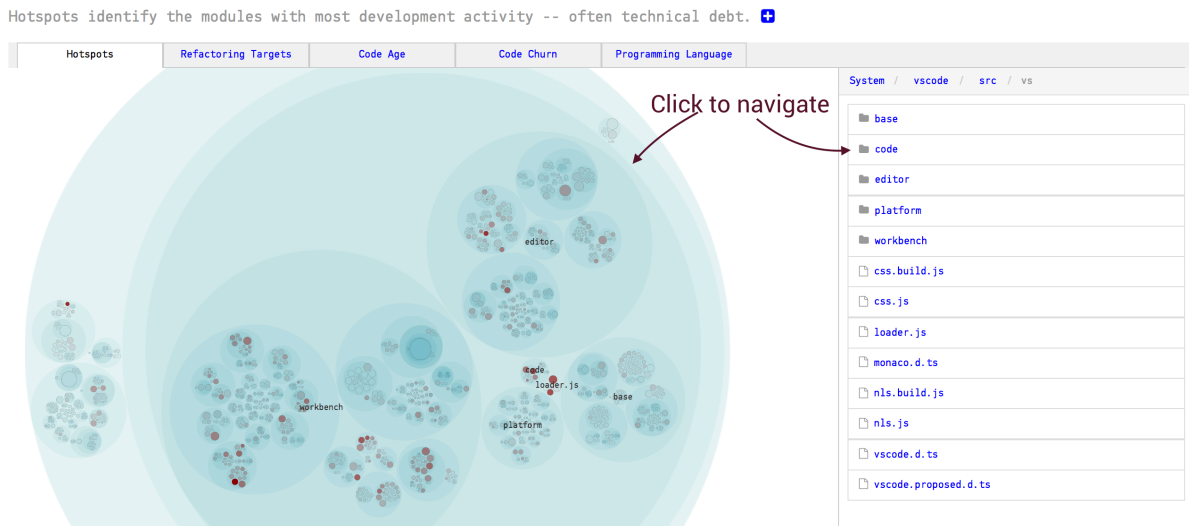 Hotspots identify the modules with most development activity -- often technical debt.
Hotspots Refactoring Targets Code Age Code Churn Programming Language
System / vscode / src / vs
Click to navigate
base
code
editor
platform
workbench
css.build.js
css.js
loader.js
monaco.d.ts
nls.build.js
nls.js
vscode.d.ts
vscode.proposed.d.ts
editor
code
loader.js
base
workbench
platform